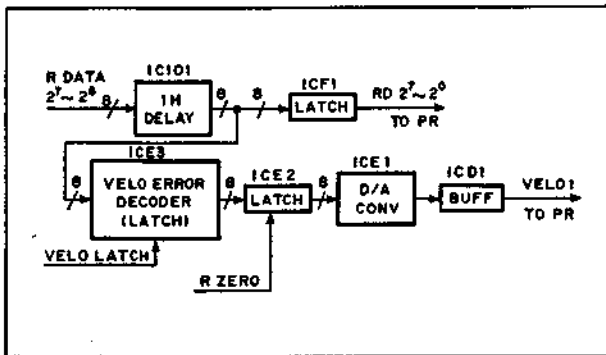 IC101
R DATA
2⁷~2⁰
8
1H
DELAY
8
8
ICF1
LATCH
RD 2⁷~2⁰
TO PR
ICE3
8
VELO ERROR
DECODER
(LATCH)
8
ICE2
LATCH
8
ICE1
D/A
CONV
ICD1
BUFF
VELO1
TO PR
VELO LATCH
R ZERO